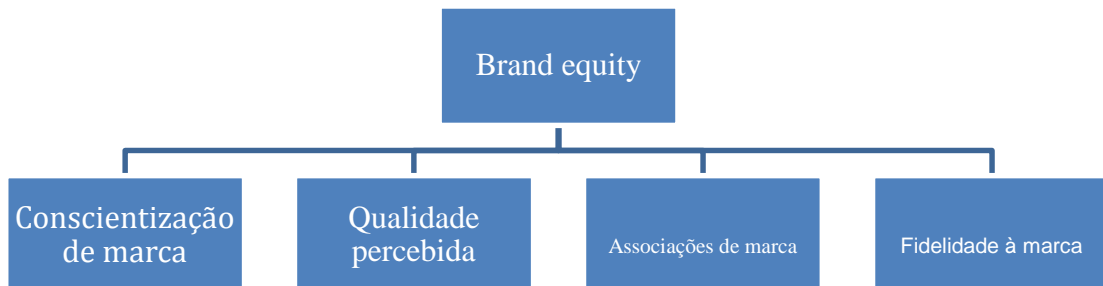 Brand equity
Conscientização
de marca
Qualidade
percebida
Associações de marca
Fidelidade à marca